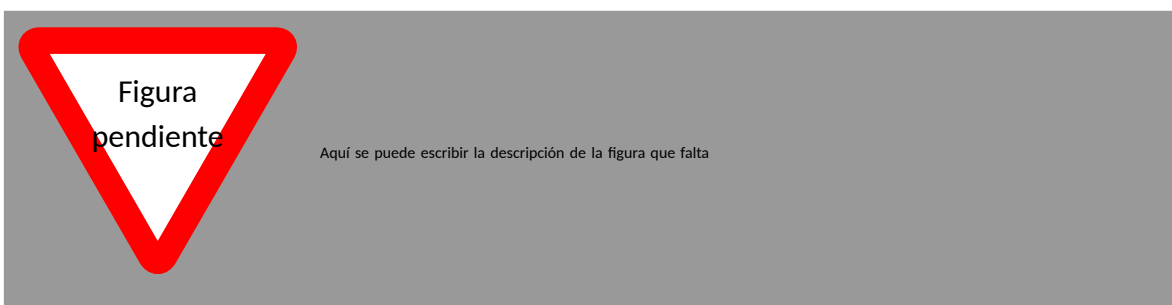 Figura
pendiente
Aquí se puede escribir la descripción de la figura que falta